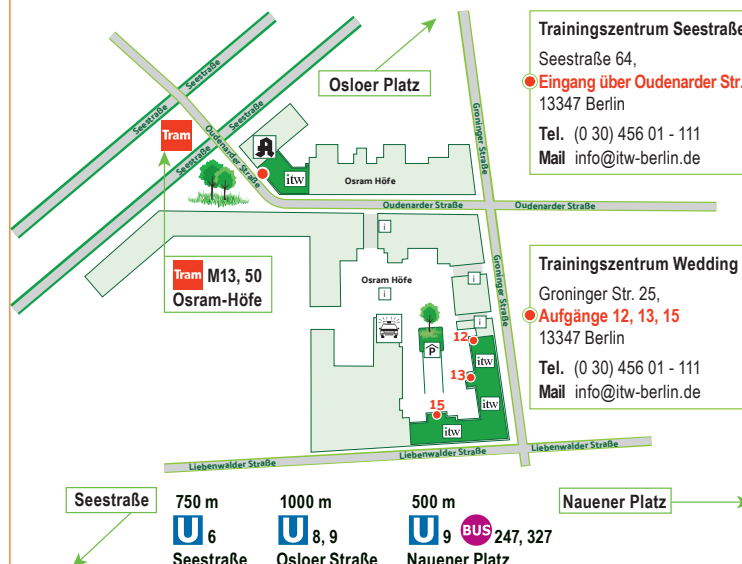 Trainingszentrum Seestraße
Seestraße 64,
Eingang über Oudenarder Str.
13347 Berlin
Tel. (0 30) 456 01 - 111
Mail info@itw-berlin.de
Osloer Platz
Seestraße
Seestraße
Seestraße
Seestraße
Tram
Oudenarder Straße
Groninger Straße
itw
Osram Höfe
Oudenarder Straße
Oudenarder Straße
i
Tram M13, 50
Osram-Höfe
Osram Höfe
i
i
i
P
Groninger Straße
12
itw
13
itw
15
itw
Trainingszentrum Wedding
Groninger Str. 25,
Aufgänge 12, 13, 15
13347 Berlin
Tel. (0 30) 456 01 - 111
Mail info@itw-berlin.de
Liebenwalder Straße
Liebenwalder Straße
Liebenwalder Straße
Seestraße
750 m
U 6
Seestraße
1000 m
U 8, 9
Osloer Straße
500 m
U 9 BUS 247, 327
Nauener Platz
Nauener Platz